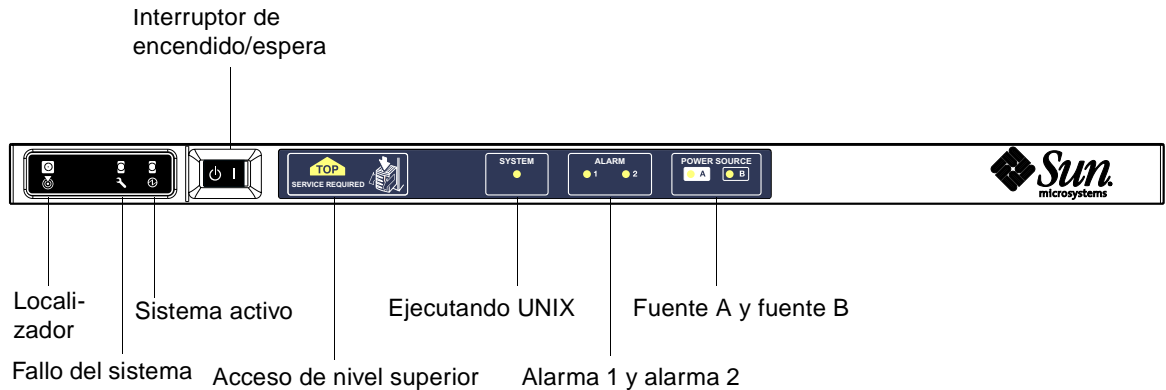 Interruptor de
encendido/espera
TOP
SERVICE REQUIRED
SYSTEM
ALARM
1 2
POWER SOURCE
A B
Sun
microsystems
Locali-
zador
Sistema activo
Ejecutando UNIX
Fuente A y fuente B
Fallo del sistema
Acceso de nivel superior
Alarma 1 y alarma 2